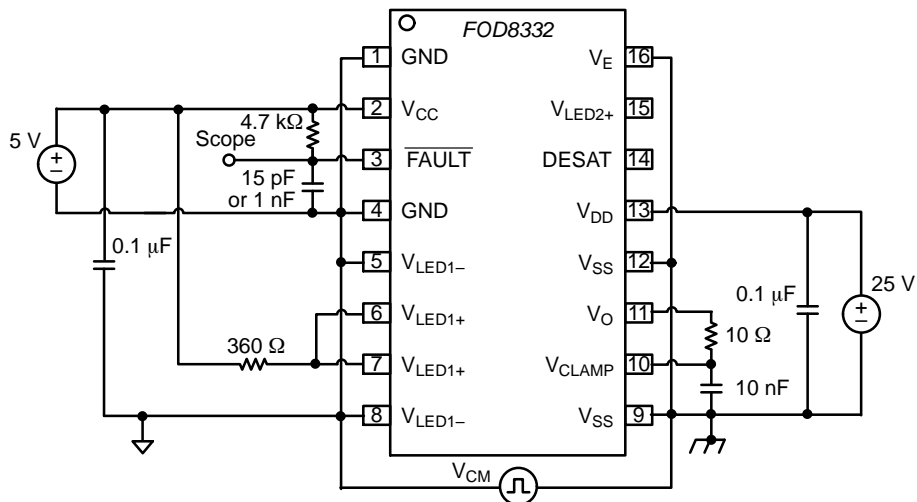 FOD8332
1 GND
VE 16
2 VCC
VLED2+ 15
4.7 kΩ
Scope
5 V
+
−
3 FAULT
DESAT 14
15 pF
or 1 nF
4 GND
VDD 13
0.1 μF
5 VLED1−
VSS 12
25 V
+
−
0.1 μF
6 VLED1+
VO 11
10 Ω
360 Ω
7 VLED1+
VCLAMP 10
10 nF
8 VLED1−
VSS 9
VCM